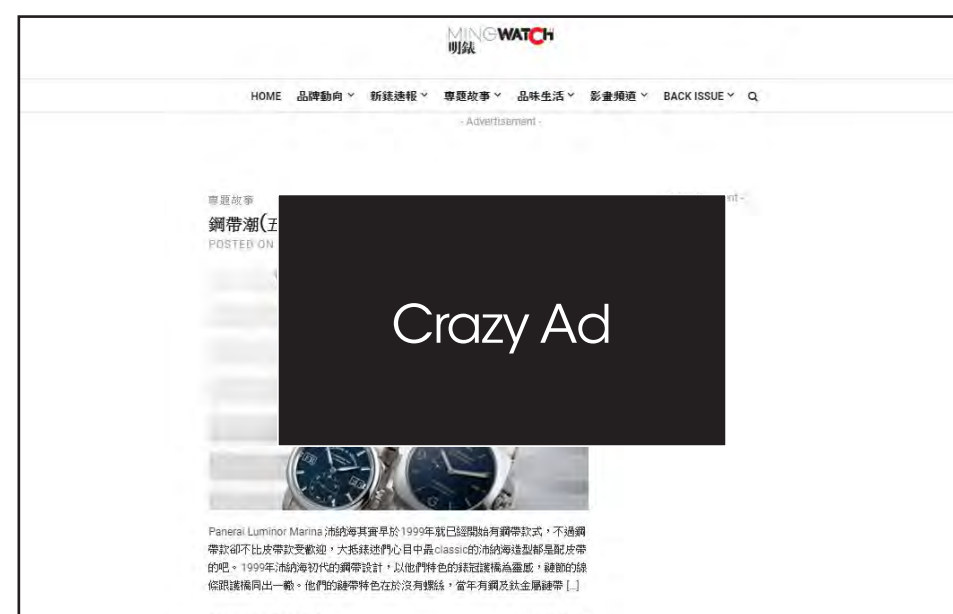 MINGWATCH
明錶
HOME 品牌動向 新錶速報 專題故事 品味生活 影畫頻道 BACK ISSUE
- Advertisement -
專題故事
nt -
鋼帶潮(五
POSTED ON
Crazy Ad
Panerai Luminor Marina 沛納海其實早於1999年就已經開始有鋼帶款式，不過鋼
帶款卻不比皮帶款受歡迎，大抵錶迷們心目中最classic的沛納海造型都是配皮帶
的吧。1999年沛納海初代的鋼帶設計，以他們特色的錶冠護橋為靈感，鏈節的線
條跟護橋同出一轍。他們的鏈帶特色在於沒有螺絲，當年有鋼及鈦金屬鏈帶 [...]